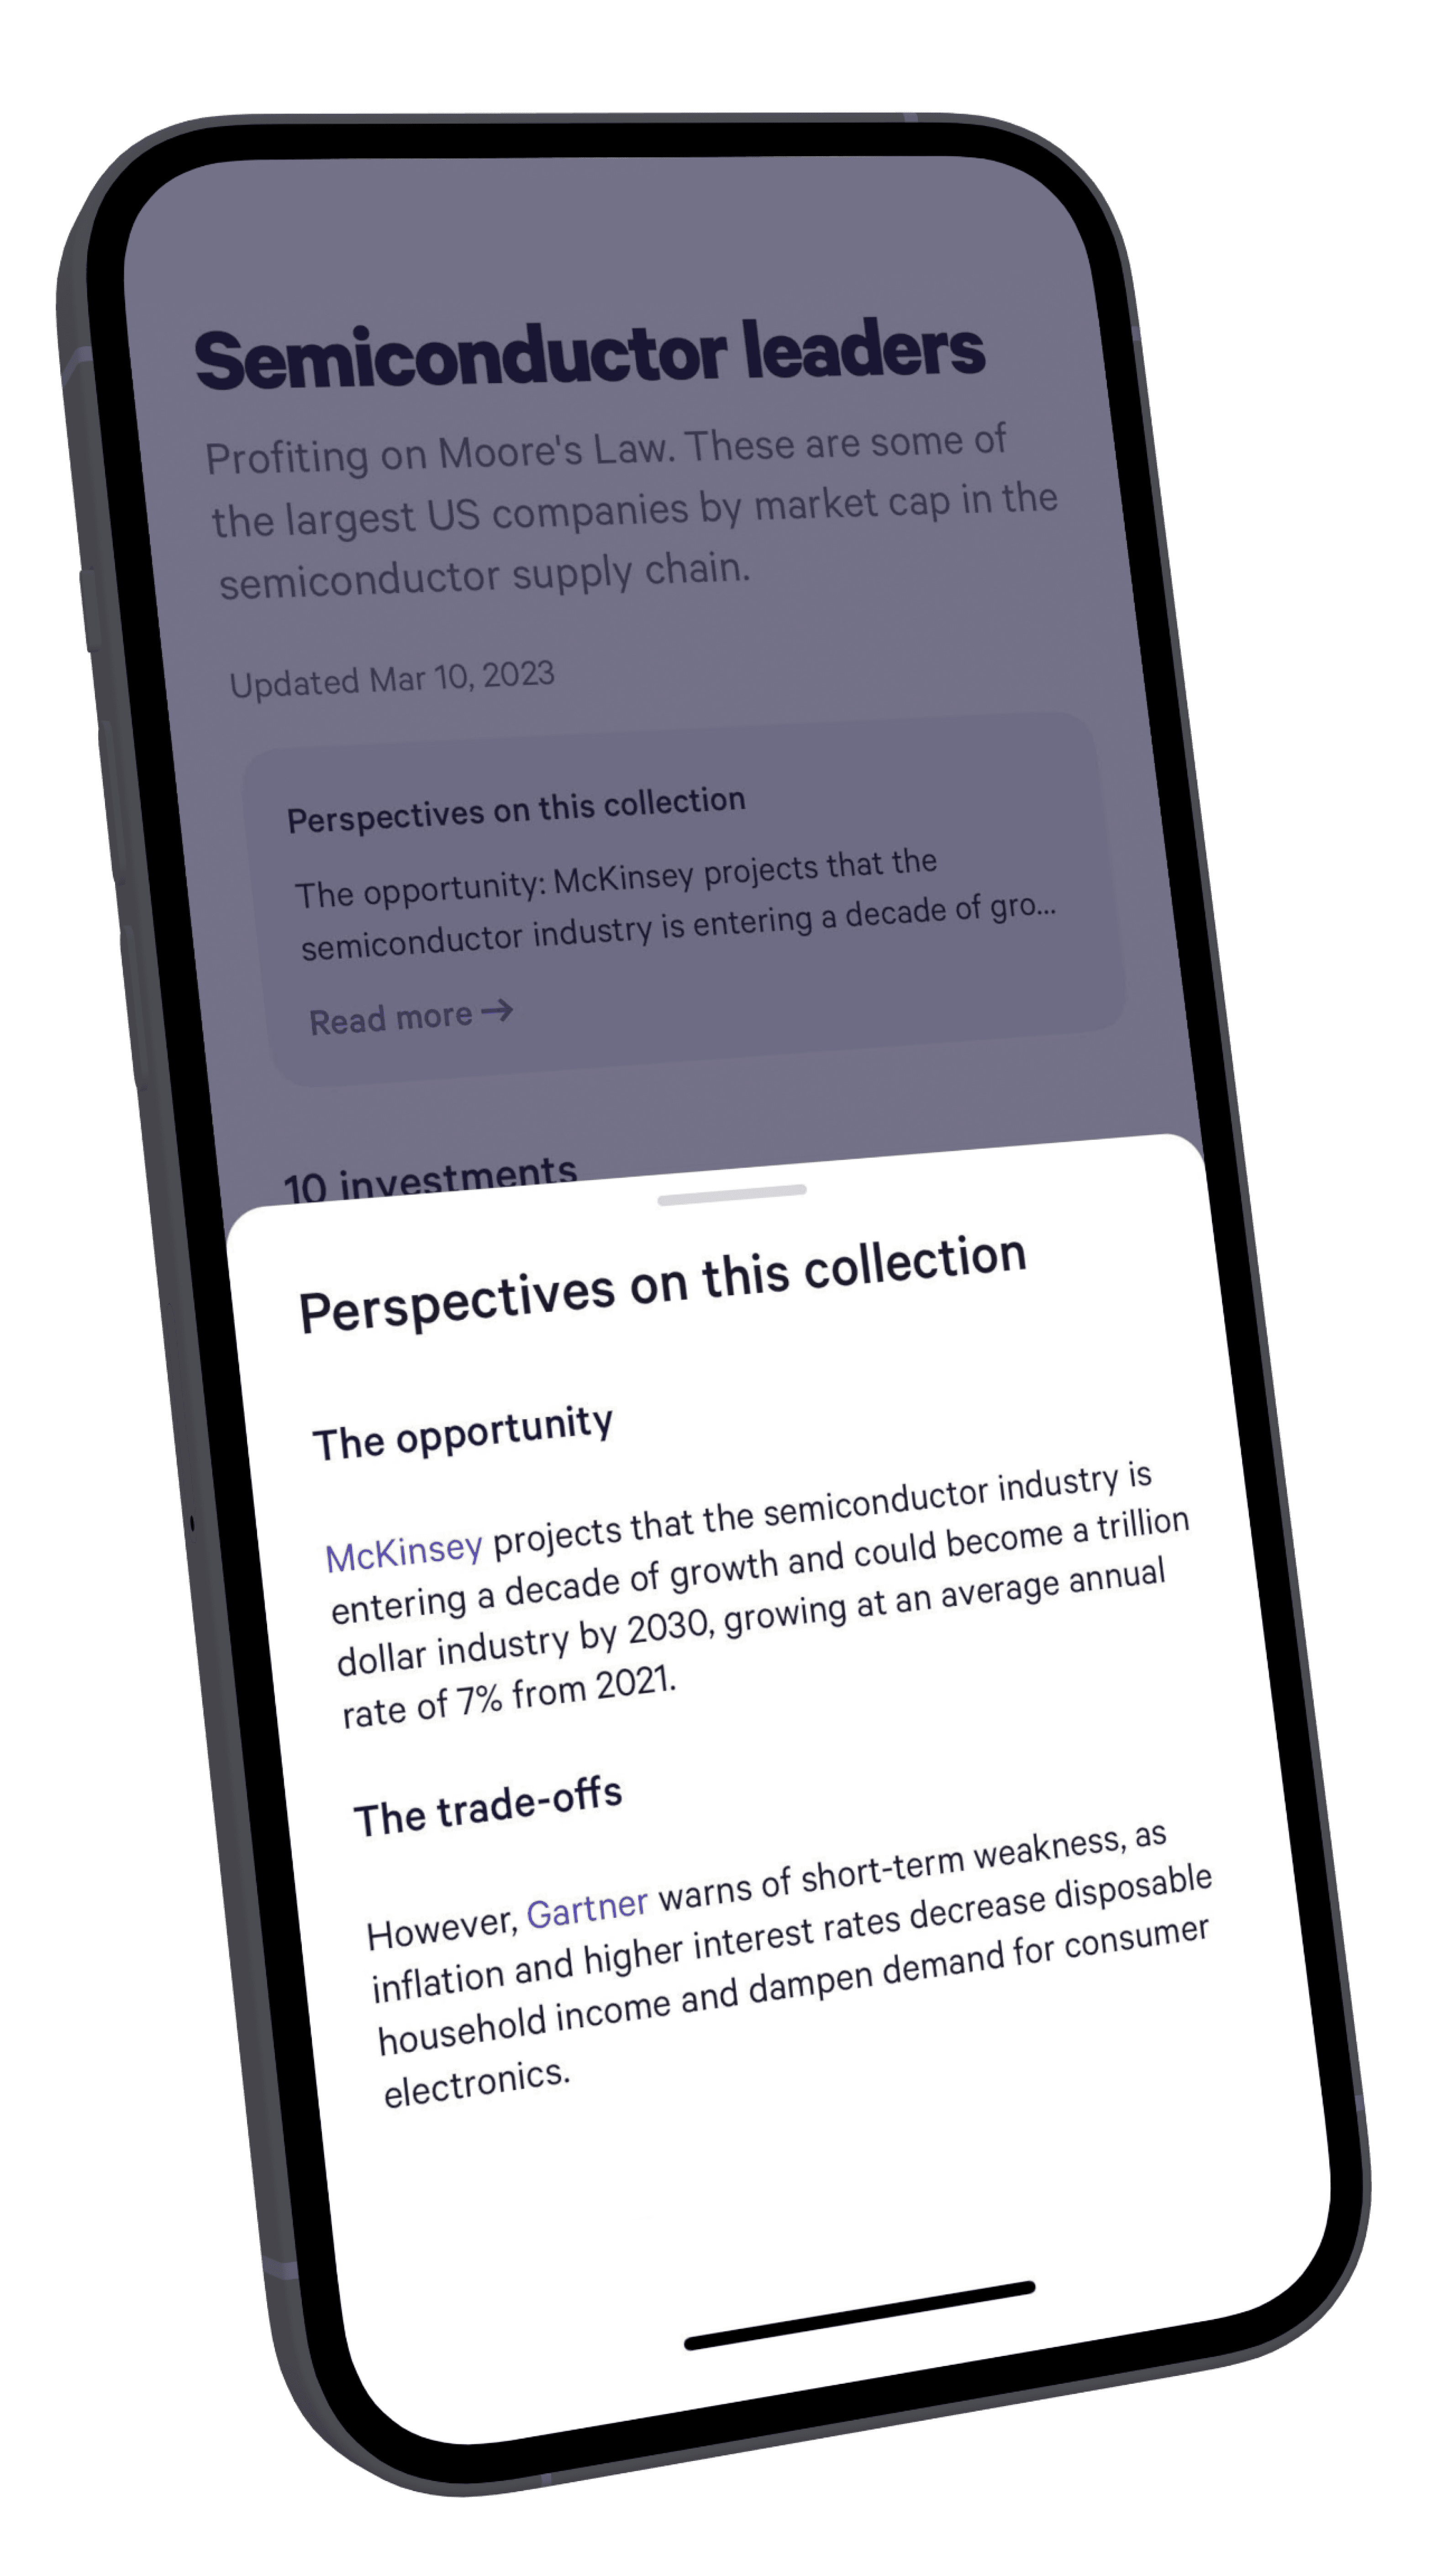 Semiconductor leaders
Profiting on Moore's Law. These are some of
the largest US companies by market cap in the
semiconductor supply chain.
Updated Mar 10, 2023
Perspectives on this collection
The opportunity: McKinsey projects that the
semiconductor industry is entering a decade of gro...
Read more →
10 investments
Perspectives on this collection
The opportunity
McKinsey projects that the semiconductor industry is
entering a decade of growth and could become a trillion
dollar industry by 2030, growing at an average annual
rate of 7% from 2021.
The trade-offs
However, Gartner warns of short-term weakness, as
inflation and higher interest rates decrease disposable
household income and dampen demand for consumer
electronics.